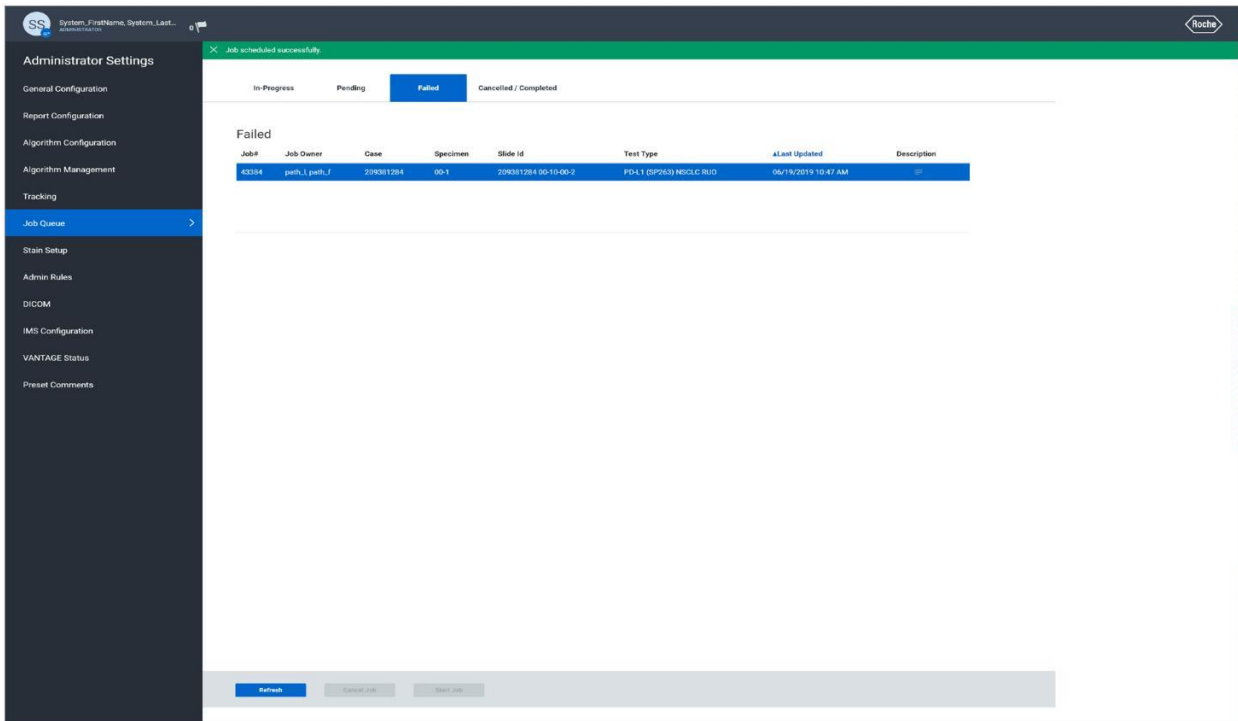 SS
System_FirstName, System_Last...
ADMINISTRATOR
0
Roche
Administrator Settings
General Configuration
Report Configuration
Algorithm Configuration
Algorithm Management
Tracking
Job Queue
Stain Setup
Admin Rules
DICOM
IMS Configuration
VANTAGE Status
Preset Comments
Job scheduled successfully.
In-Progress Pending Failed Cancelled / Completed
Failed
Job# Job Owner Case Specimen Slide Id Test Type ▲Last Updated Description
43384 path_l, path_f 209381284 00-1 209381284 00-10-00-2 PD-L1 (SP263) NSCLC RUO 06/19/2019 10:47 AM
Refresh Cancel Job Start Job